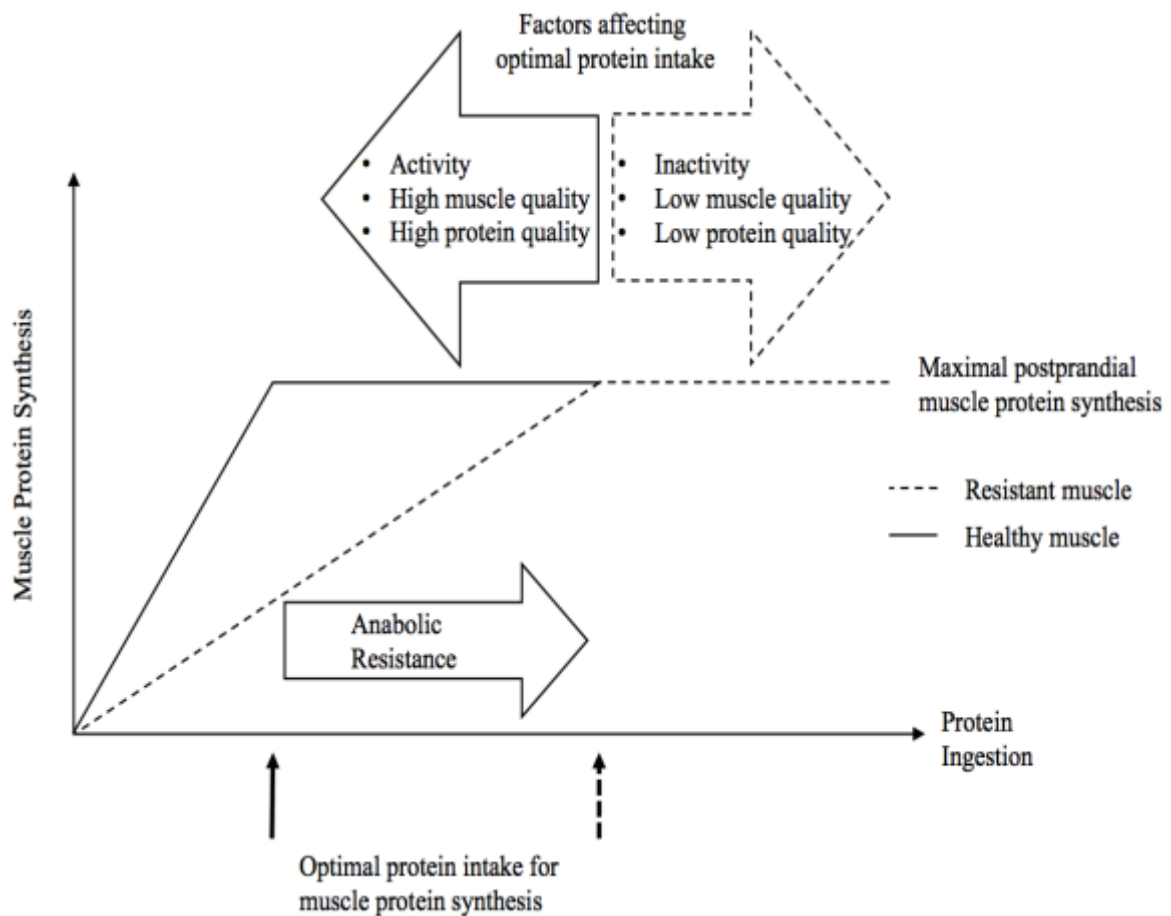 Factors affecting
optimal protein intake
• Activity
• High muscle quality
• High protein quality
• Inactivity
• Low muscle quality
• Low protein quality
Muscle Protein Synthesis
Maximal postprandial
muscle protein synthesis
Resistant muscle
Healthy muscle
Anabolic
Resistance
Protein
Ingestion
Optimal protein intake for
muscle protein synthesis